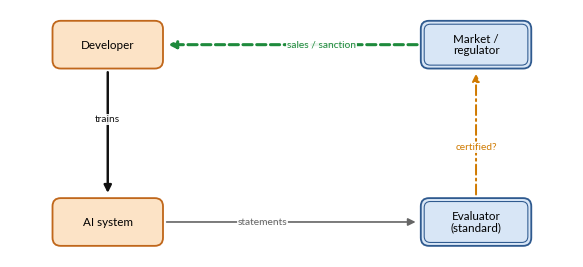 Developer
sales / sanction
Market /
regulator
trains
certified?
AI system
statements
Evaluator
(standard)